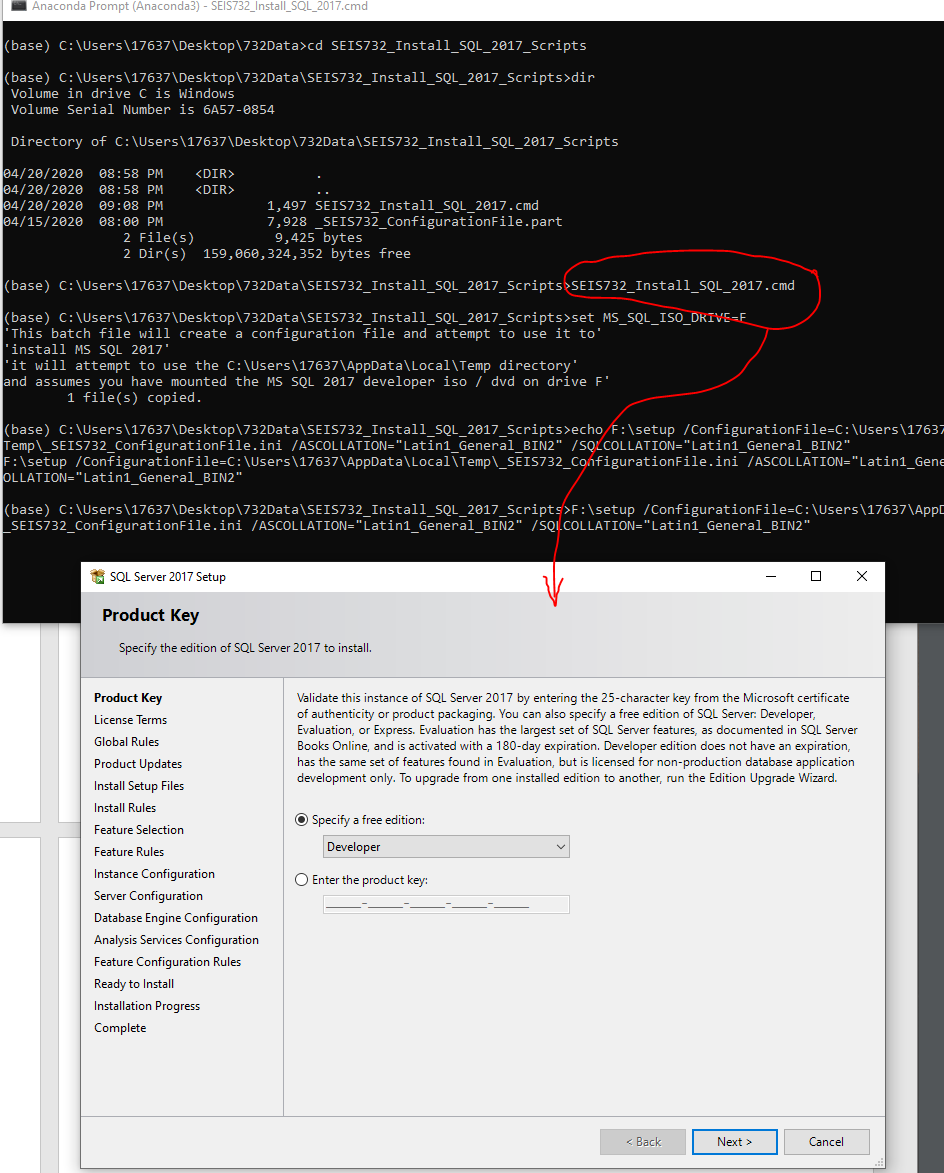 Anaconda Prompt (Anaconda3) - SEIS732_Install_SQL_2017.cmd
(base) C:\Users\17637\Desktop\732Data>cd SEIS732_Install_SQL_2017_Scripts
(base) C:\Users\17637\Desktop\732Data\SEIS732_Install_SQL_2017_Scripts>dir
Volume in drive C is Windows
Volume Serial Number is 6A57-0854
Directory of C:\Users\17637\Desktop\732Data\SEIS732_Install_SQL_2017_Scripts
04/20/2020  08:58 PM    <DIR>          .
04/20/2020  08:58 PM    <DIR>          ..
04/20/2020  09:08 PM             1,497 SEIS732_Install_SQL_2017.cmd
04/15/2020  08:00 PM             7,928 _SEIS732_ConfigurationFile.part
2 File(s)          9,425 bytes
2 Dir(s)  159,060,324,352 bytes free
(base) C:\Users\17637\Desktop\732Data\SEIS732_Install_SQL_2017_Scripts>SEIS732_Install_SQL_2017.cmd
(base) C:\Users\17637\Desktop\732Data\SEIS732_Install_SQL_2017_Scripts>set MS_SQL_ISO_DRIVE=F
'This batch file will create a configuration file and attempt to use it to'
'install MS SQL 2017'
'it will attempt to use the C:\Users\17637\AppData\Local\Temp directory'
and assumes you have mounted the MS SQL 2017 developer iso / dvd on drive F'
1 file(s) copied.
(base) C:\Users\17637\Desktop\732Data\SEIS732_Install_SQL_2017_Scripts>echo F:\setup /ConfigurationFile=C:\Users\17637
Temp\_SEIS732_ConfigurationFile.ini /ASCOLLATION="Latin1_General_BIN2" /SQLCOLLATION="Latin1_General_BIN2"
F:\setup /ConfigurationFile=C:\Users\17637\AppData\Local\Temp\_SEIS732_ConfigurationFile.ini /ASCOLLATION="Latin1_Gene
OLLATION="Latin1_General_BIN2"
(base) C:\Users\17637\Desktop\732Data\SEIS732_Install_SQL_2017_Scripts>F:\setup /ConfigurationFile=C:\Users\17637\AppD
_SEIS732_ConfigurationFile.ini /ASCOLLATION="Latin1_General_BIN2" /SQLCOLLATION="Latin1_General_BIN2"
SQL Server 2017 Setup
Product Key
Specify the edition of SQL Server 2017 to install.
Product Key
License Terms
Global Rules
Product Updates
Install Setup Files
Install Rules
Feature Selection
Feature Rules
Instance Configuration
Server Configuration
Database Engine Configuration
Analysis Services Configuration
Feature Configuration Rules
Ready to Install
Installation Progress
Complete
Validate this instance of SQL Server 2017 by entering the 25-character key from the Microsoft certificate
of authenticity or product packaging. You can also specify a free edition of SQL Server: Developer,
Evaluation, or Express. Evaluation has the largest set of SQL Server features, as documented in SQL Server
Books Online, and is activated with a 180-day expiration. Developer edition does not have an expiration,
has the same set of features found in Evaluation, but is licensed for non-production database application
development only. To upgrade from one installed edition to another, run the Edition Upgrade Wizard.
Specify a free edition:
Developer
Enter the product key:
_____-_____-_____-_____-_____
< Back
Next >
Cancel